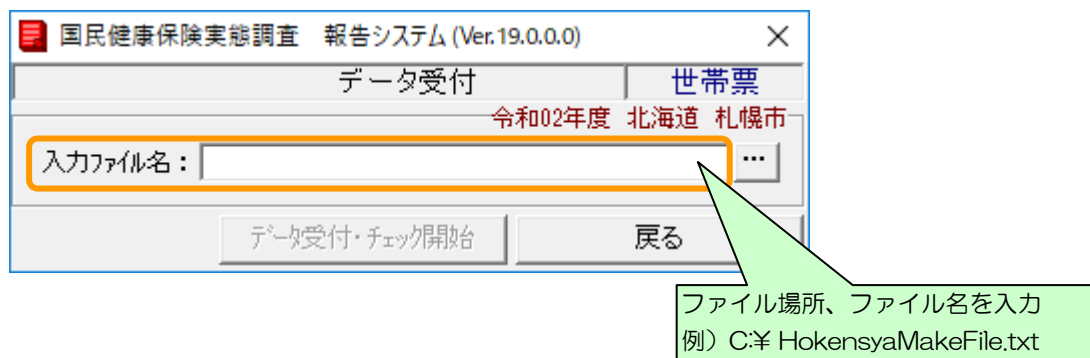 国民健康保険実態調査　報告システム (Ver.19.0.0.0)
データ受付　世帯票
令和02年度　北海道　札幌市
入力ファイル名：
...
データ受付・チェック開始　戻る
ファイル場所、ファイル名を入力
例）C:¥ HokensyaMakeFile.txt